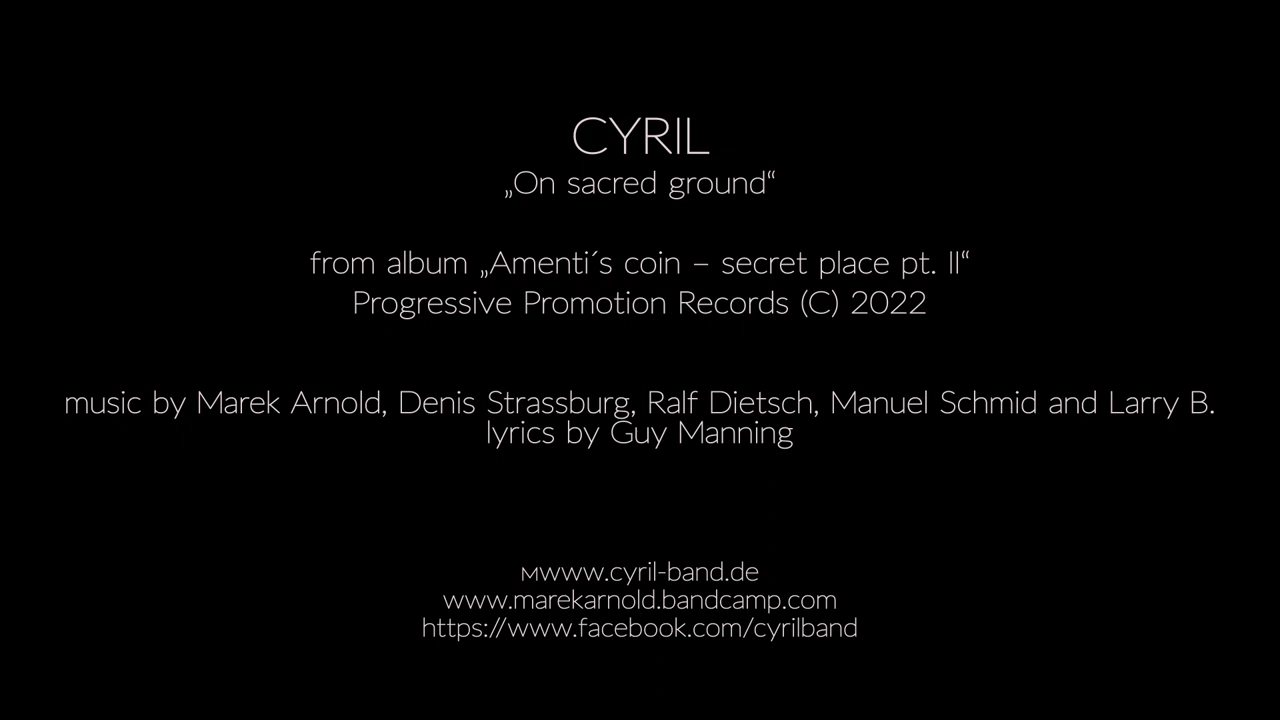 CYRIL
„On sacred ground“
from album „Amenti´s coin – secret place pt. II“
Progressive Promotion Records (C) 2022
music by Marek Arnold, Denis Strassburg, Ralf Dietsch, Manuel Schmid and Larry B.
lyrics by Guy Manning
мwww.cyril-band.de
www.marekarnold.bandcamp.com
https://www.facebook.com/cyrilband